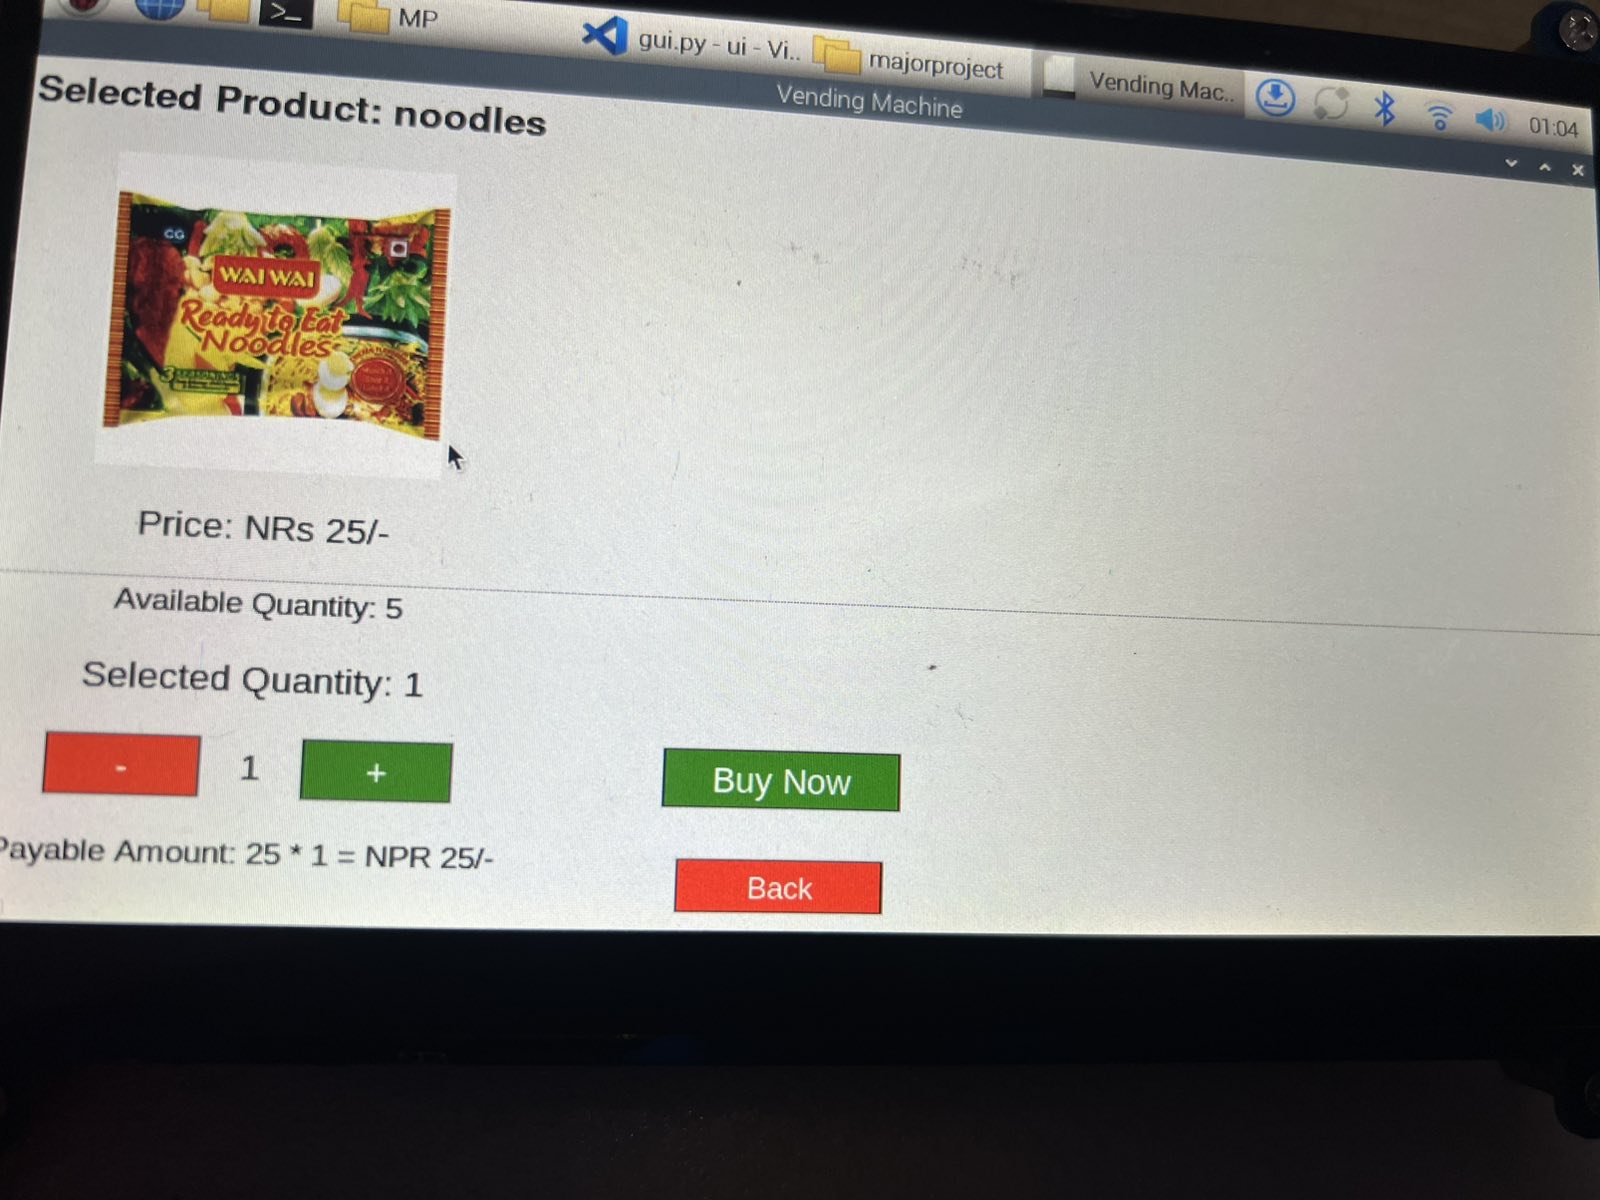 >_
MP
gui.py - ui - Vi..
majorproject
Vending Mac..
01:04
Vending Machine
Selected Product: noodles
CG
WAI WAI
Ready to Eat
Noodles
Price: NRs 25/-
Available Quantity: 5
Selected Quantity: 1
-
1
+
Buy Now
Payable Amount: 25 * 1 = NPR 25/-
Back